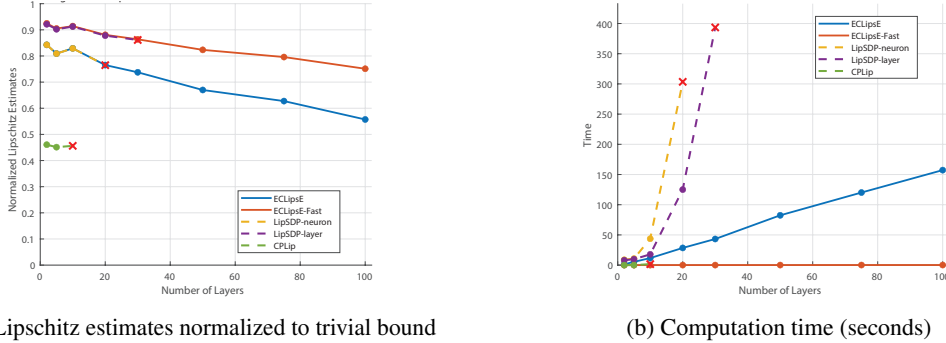 1
0.9
0.8
0.7
0.6
0.5
0.4
0.3
0.2
0.1
0
Normalized Lipschitz Estimates
0 20 40 60 80 100
Number of Layers
ECLipsE
ECLipsE-Fast
LipSDP-neuron
LipSDP-layer
CPLip
400
350
300
250
200
150
100
50
0
Time
0 20 40 60 80 100
Number of Layers
ECLipsE
ECLipsE-Fast
LipSDP-neuron
LipSDP-layer
CPLip
Lipschitz estimates normalized to trivial bound
(b) Computation time (seconds)